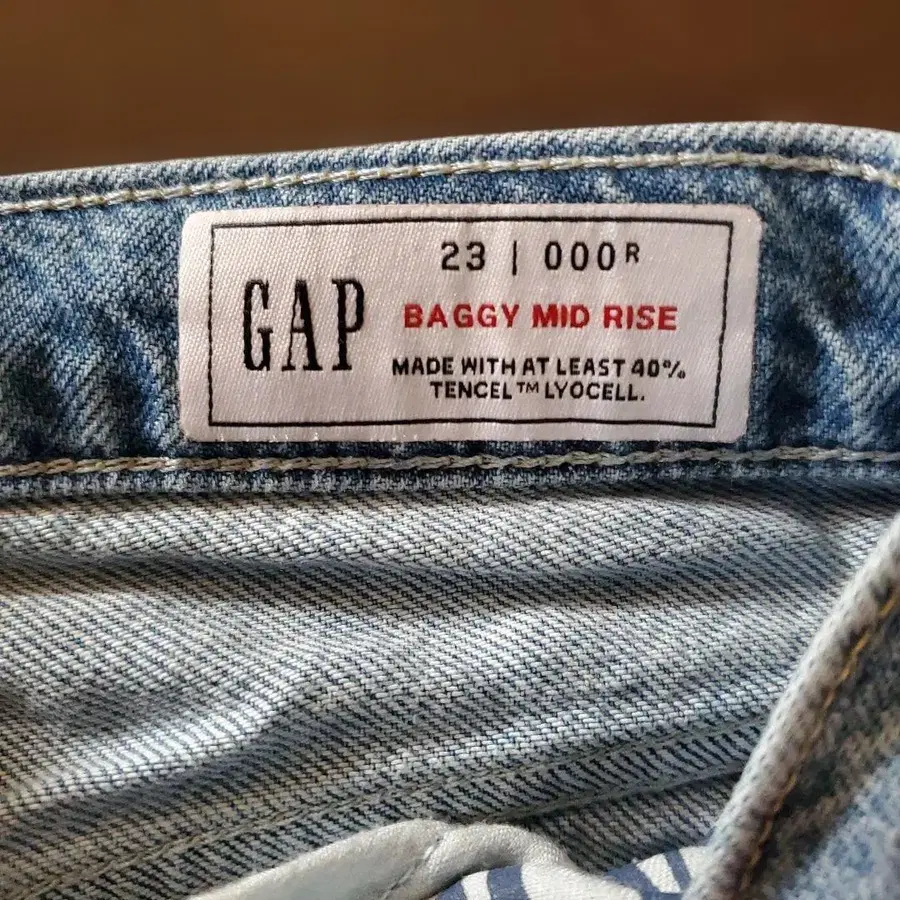 GAP
23 | 000R
BAGGY MID RISE
MADE WITH AT LEAST 40%
TENCEL™ LYOCELL.